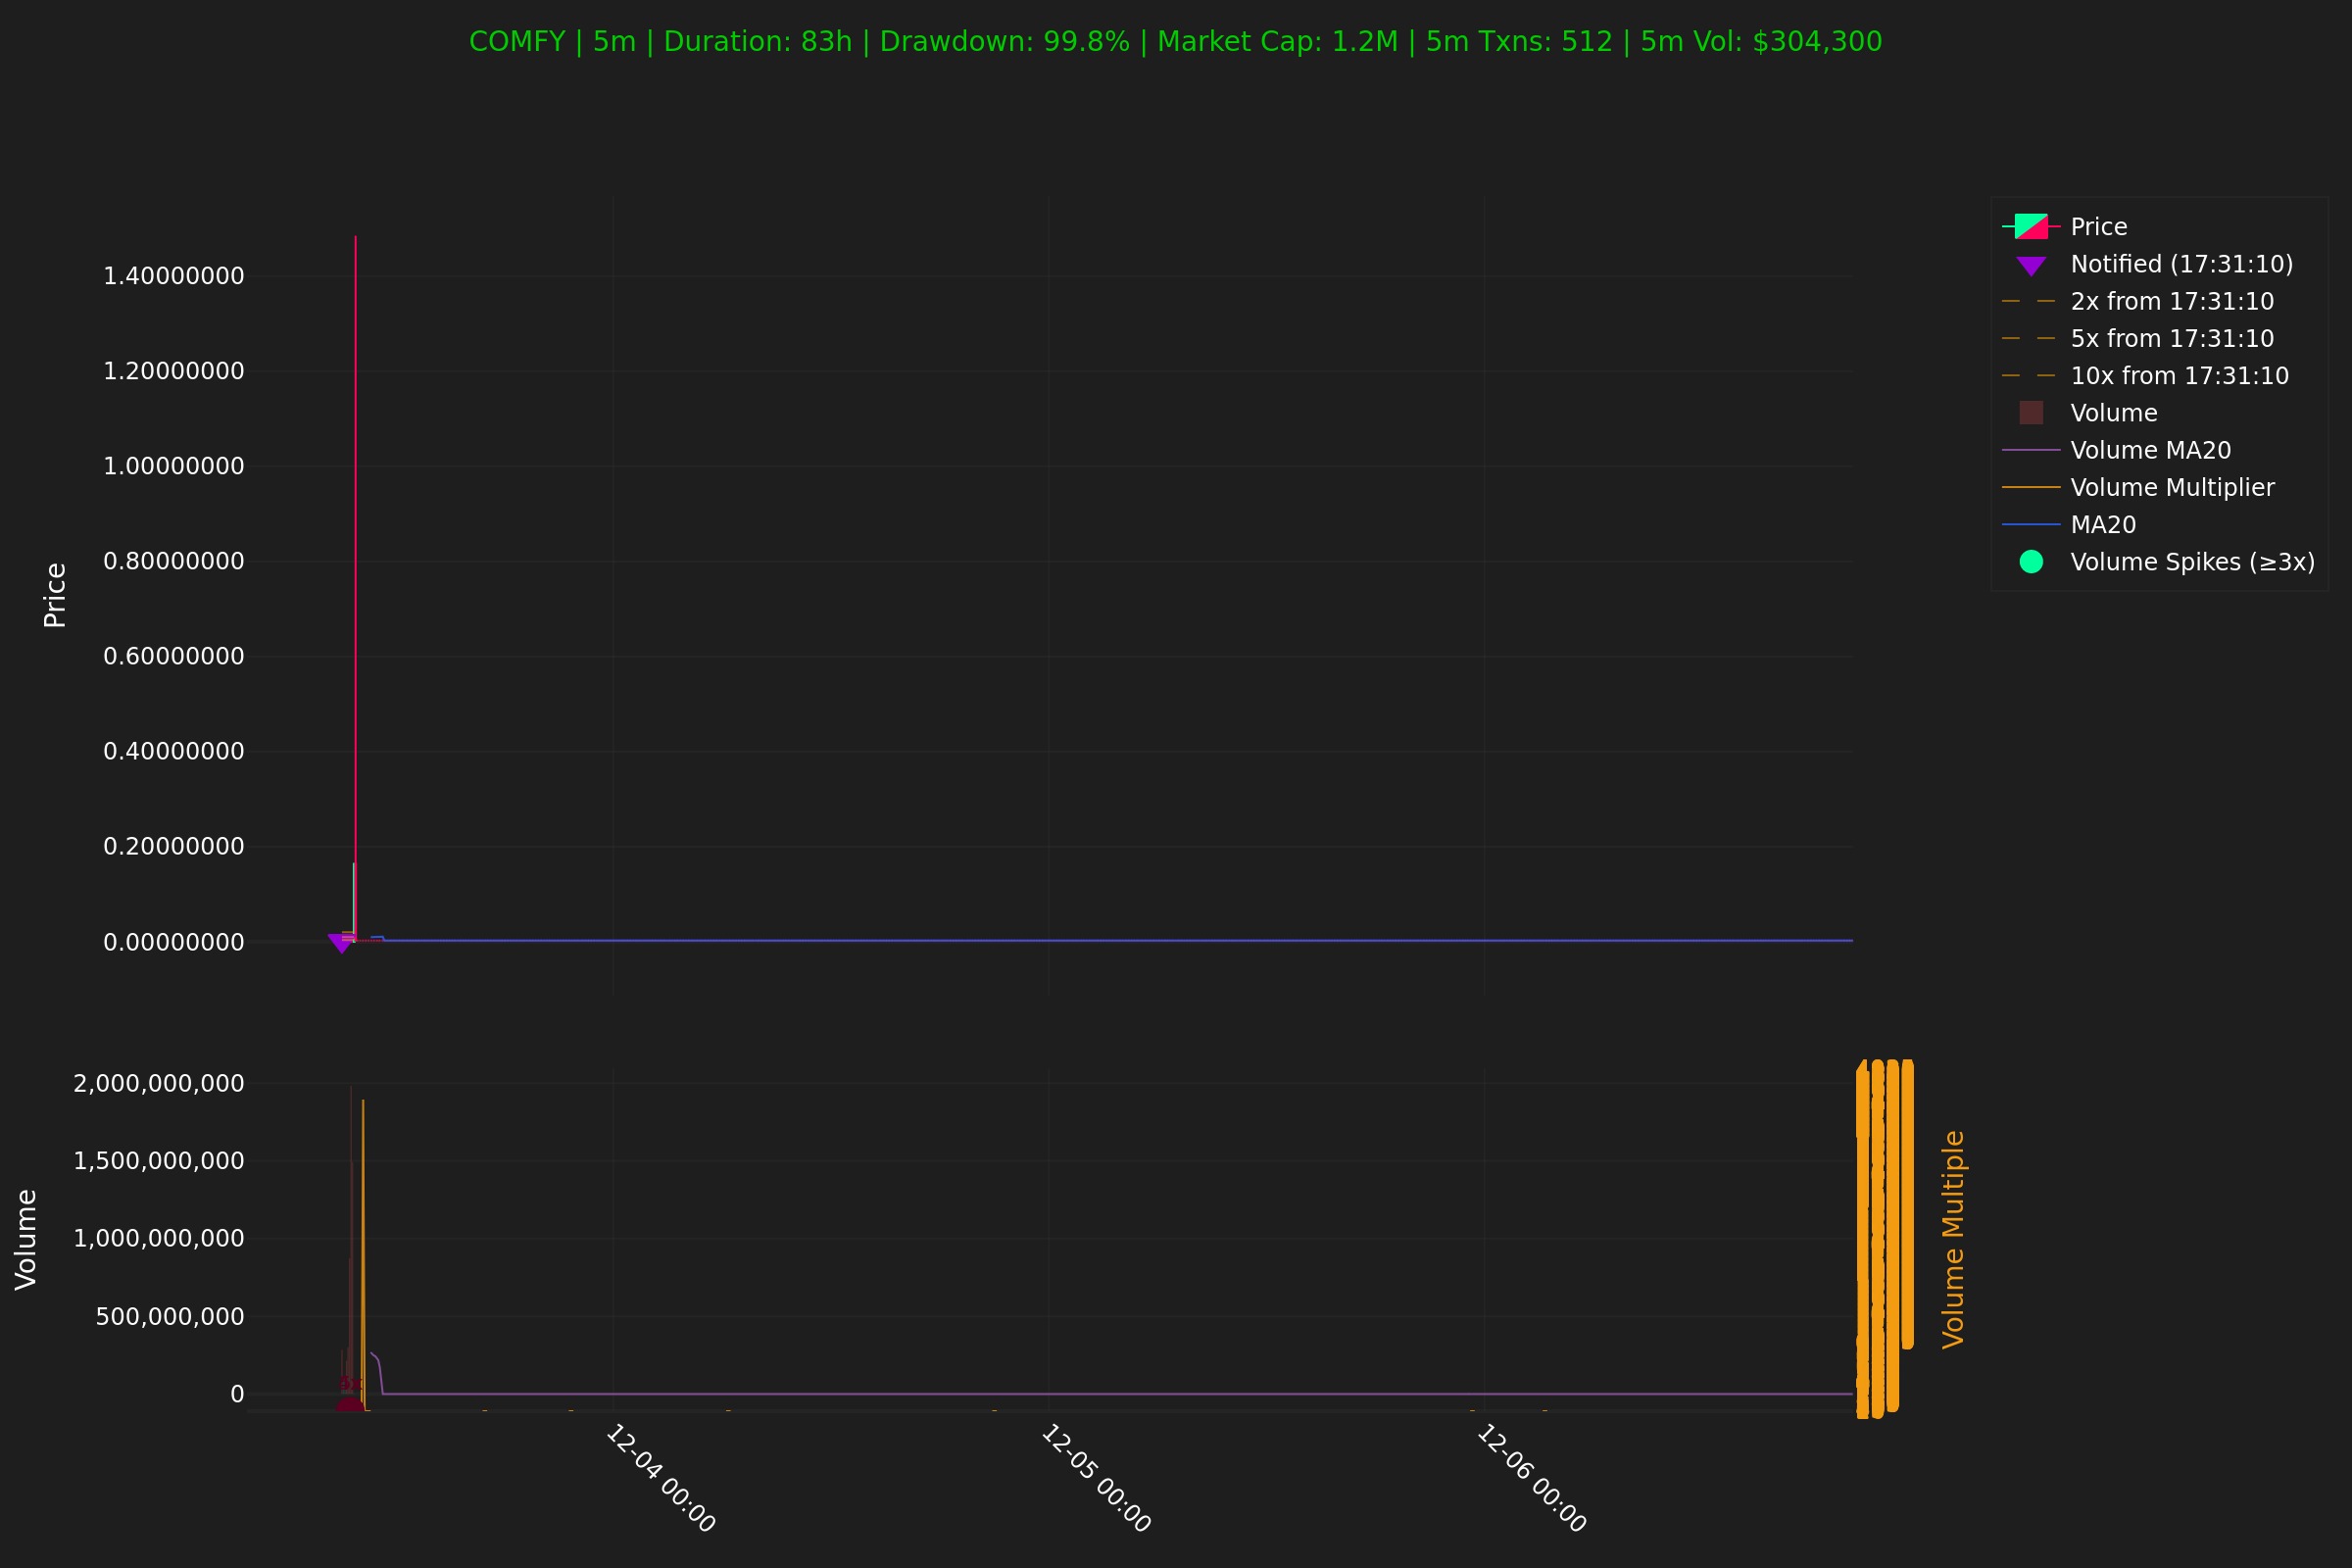 COMFY | 5m | Duration: 83h | Drawdown: 99.8% | Market Cap: 1.2M | 5m Txns: 512 | 5m Vol: $304,300
Price
1.40000000
1.20000000
1.00000000
0.80000000
0.60000000
0.40000000
0.20000000
0.00000000
Price
Notified (17:31:10)
2x from 17:31:10
5x from 17:31:10
10x from 17:31:10
Volume
Volume MA20
Volume Multiplier
MA20
Volume Spikes (≥3x)
Volume
2,000,000,000
1,500,000,000
1,000,000,000
500,000,000
0
Volume Multiple
12-04 00:00
12-05 00:00
12-06 00:00